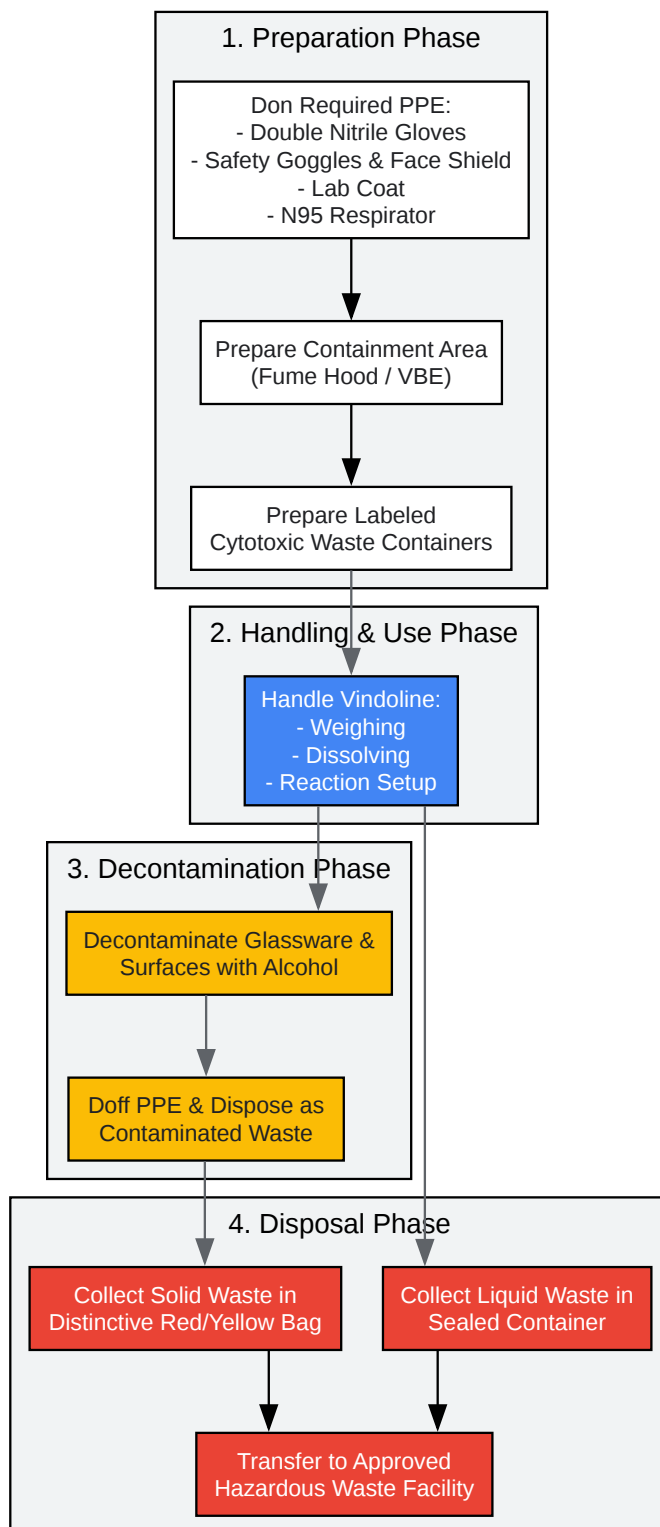 1. Preparation Phase
Don Required PPE:
- Double Nitrile Gloves
- Safety Goggles & Face Shield
- Lab Coat
- N95 Respirator
Prepare Containment Area
(Fume Hood / VBE)
Prepare Labeled
Cytotoxic Waste Containers
2. Handling & Use Phase
Handle Vindoline:
- Weighing
- Dissolving
- Reaction Setup
3. Decontamination Phase
Decontaminate Glassware &
Surfaces with Alcohol
Doff PPE & Dispose as
Contaminated Waste
4. Disposal Phase
Collect Solid Waste in
Distinctive Red/Yellow Bag
Collect Liquid Waste in
Sealed Container
Transfer to Approved
Hazardous Waste Facility